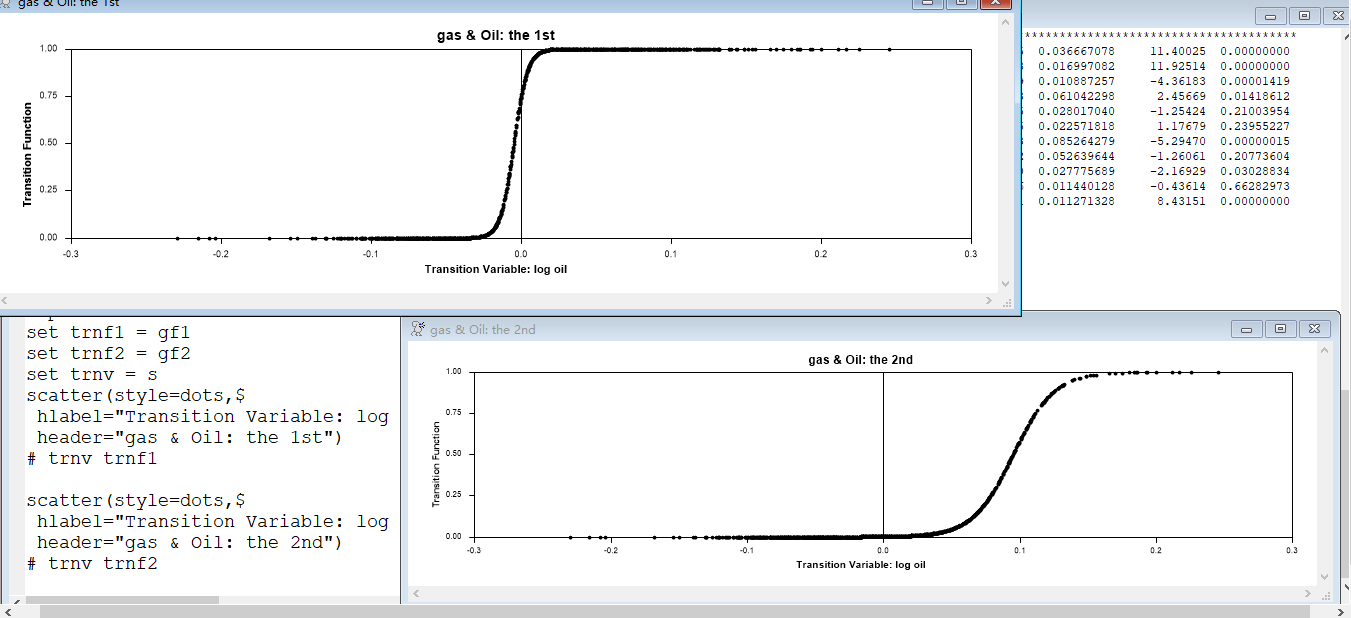 gas & Oil: the 1st
gas & Oil: the 1st
1.00
0.75
0.50
0.25
0.00
Transition Function
-0.3 -0.2 -0.1 0.0 0.1 0.2 0.3
Transition Variable: log oil
****************************************
0.036667078 11.40025 0.00000000
0.016997082 11.92514 0.00000000
0.010887257 -4.36183 0.00001419
0.061042298 2.45669 0.01418612
0.028017040 -1.25424 0.21003954
0.022571818 1.17679 0.23955227
0.085264279 -5.29470 0.00000015
0.052639644 -1.26061 0.20773604
0.027775689 -2.16929 0.03028834
0.011440128 -0.43614 0.66282973
0.011271328 8.43151 0.00000000
set trnf1 = gf1
set trnf2 = gf2
set trnv = s
scatter(style=dots,$
hlabel="Transition Variable: log
header="gas & Oil: the 1st")
# trnv trnf1
scatter(style=dots,$
hlabel="Transition Variable: log
header="gas & Oil: the 2nd")
# trnv trnf2
gas & Oil: the 2nd
gas & Oil: the 2nd
1.00
0.75
0.50
0.25
0.00
Transition Function
-0.3 -0.2 -0.1 0.0 0.1 0.2 0.3
Transition Variable: log oil